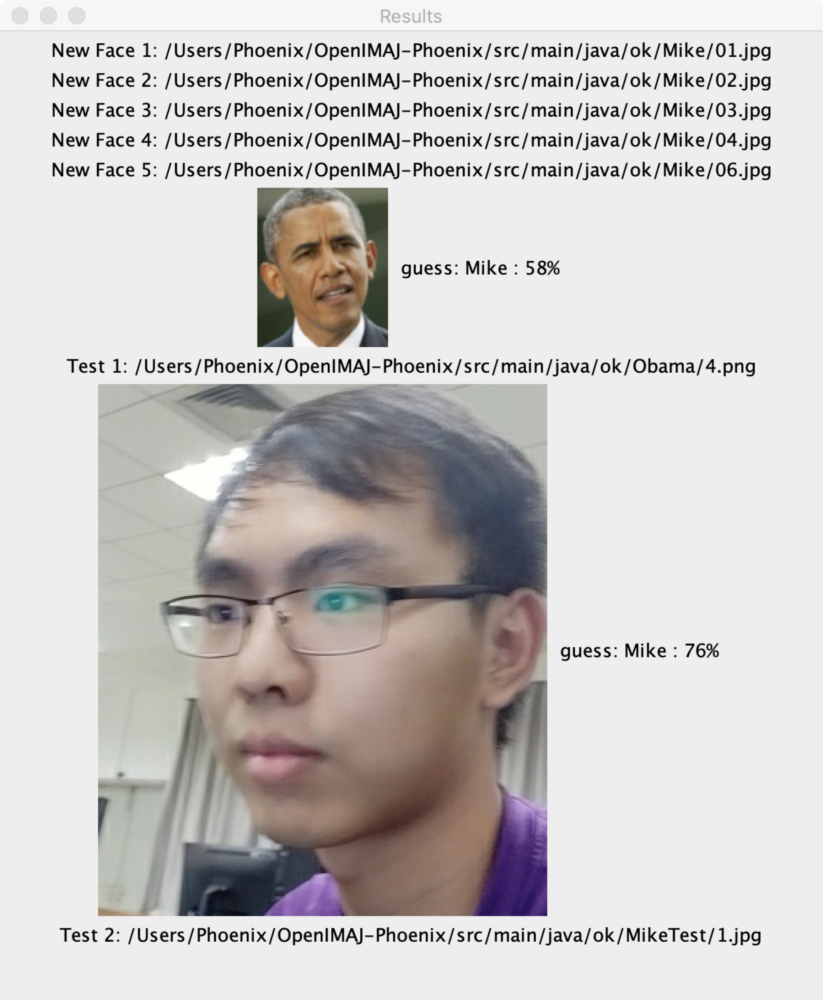 Results
New Face 1: /Users/Phoenix/OpenIMAJ-Phoenix/src/main/java/ok/Mike/01.jpg
New Face 2: /Users/Phoenix/OpenIMAJ-Phoenix/src/main/java/ok/Mike/02.jpg
New Face 3: /Users/Phoenix/OpenIMAJ-Phoenix/src/main/java/ok/Mike/03.jpg
New Face 4: /Users/Phoenix/OpenIMAJ-Phoenix/src/main/java/ok/Mike/04.jpg
New Face 5: /Users/Phoenix/OpenIMAJ-Phoenix/src/main/java/ok/Mike/06.jpg
guess: Mike : 58%
Test 1: /Users/Phoenix/OpenIMAJ-Phoenix/src/main/java/ok/Obama/4.png
guess: Mike : 76%
Test 2: /Users/Phoenix/OpenIMAJ-Phoenix/src/main/java/ok/MikeTest/1.jpg